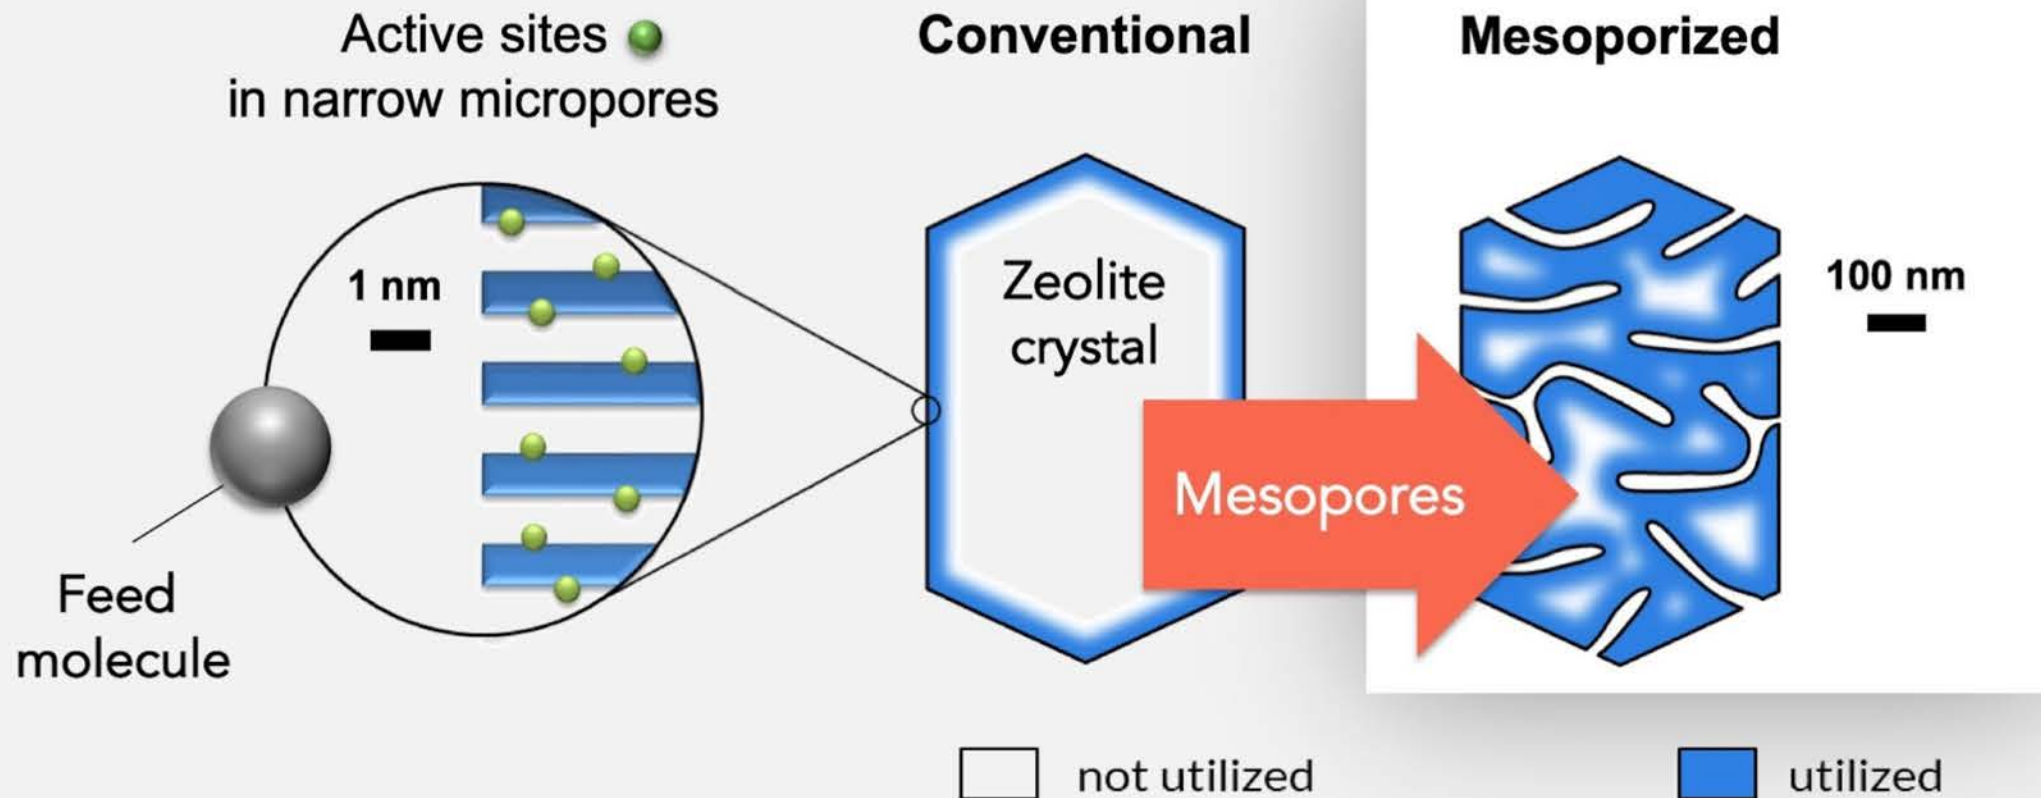 Active sites
in narrow micropores
Conventional
Mesoporized
1 nm
Zeolite
crystal
100 nm
Mesopores
Feed
molecule
not utilized
utilized